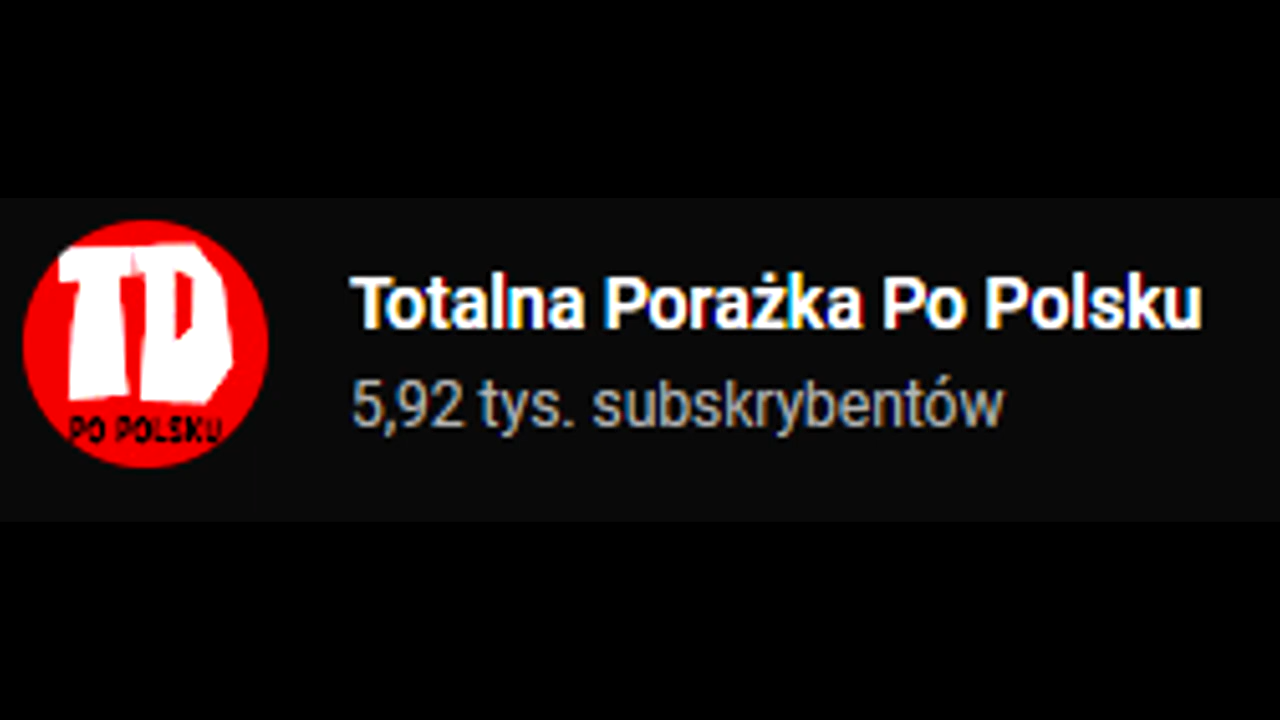 TD
PO POLSKU
Totalna Porażka Po Polsku
5,92 tys. subskrybentów